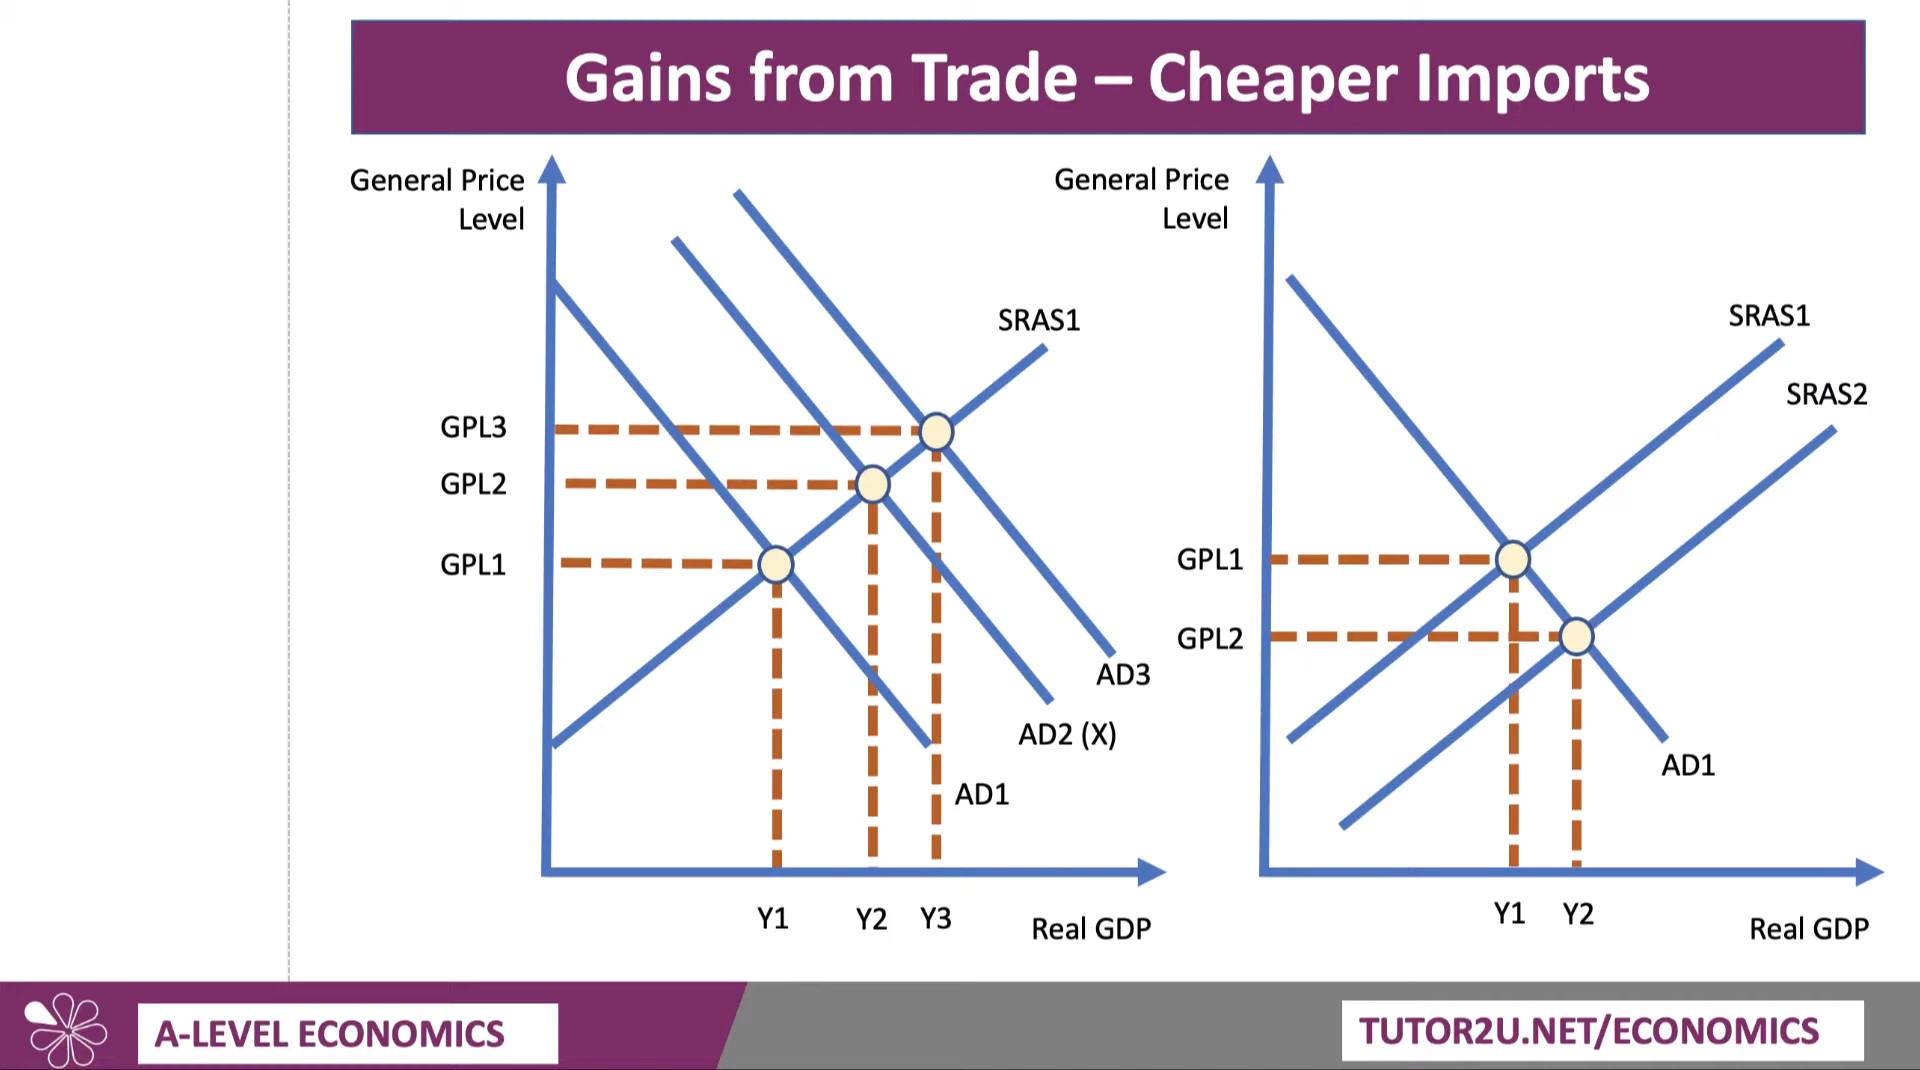 Gains from Trade – Cheaper Imports
General Price
Level
SRAS1
GPL3
GPL2
GPL1
AD3
AD2 (X)
AD1
Y1
Y2
Y3
Real GDP
General Price
Level
SRAS1
SRAS2
GPL1
GPL2
AD1
Y1
Y2
Real GDP
A-LEVEL ECONOMICS
TUTOR2U.NET/ECONOMICS